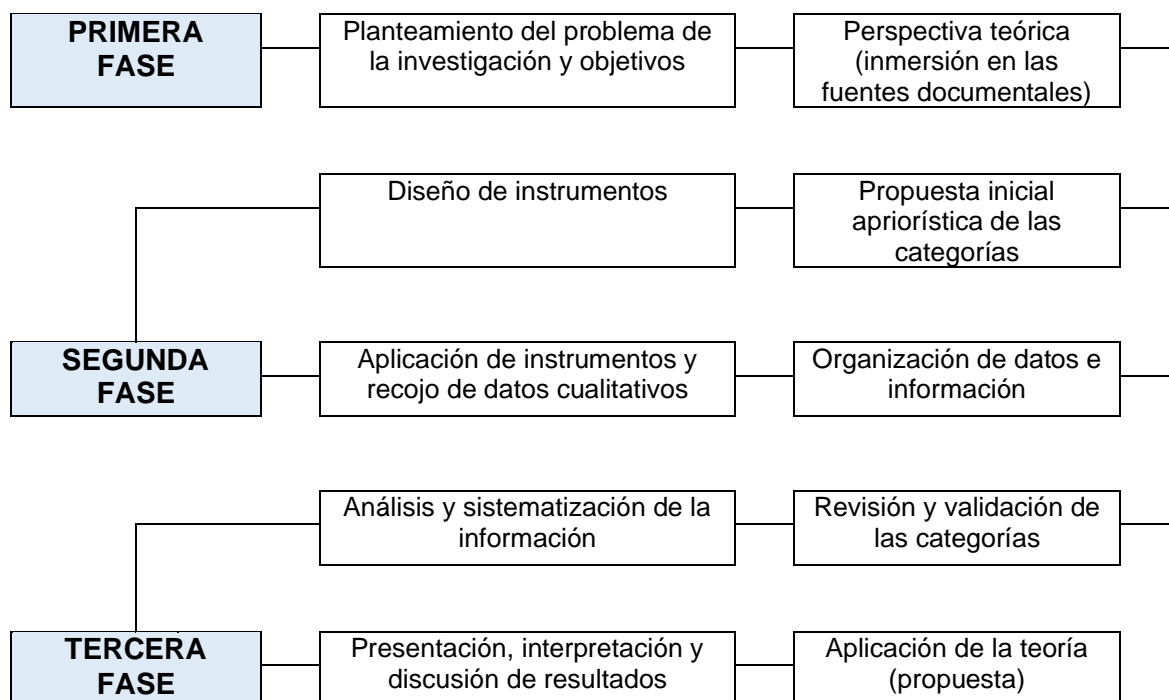 PRIMERA
FASE
Planteamiento del problema de
la investigación y objetivos
Perspectiva teórica
(inmersión en las
fuentes documentales)
Diseño de instrumentos
Propuesta inicial
apriorística de las
categorías
SEGUNDA
FASE
Aplicación de instrumentos y
recojo de datos cualitativos
Organización de datos e
información
Análisis y sistematización de la
información
Revisión y validación de
las categorías
TERCERA
FASE
Presentación, interpretación y
discusión de resultados
Aplicación de la teoría
(propuesta)